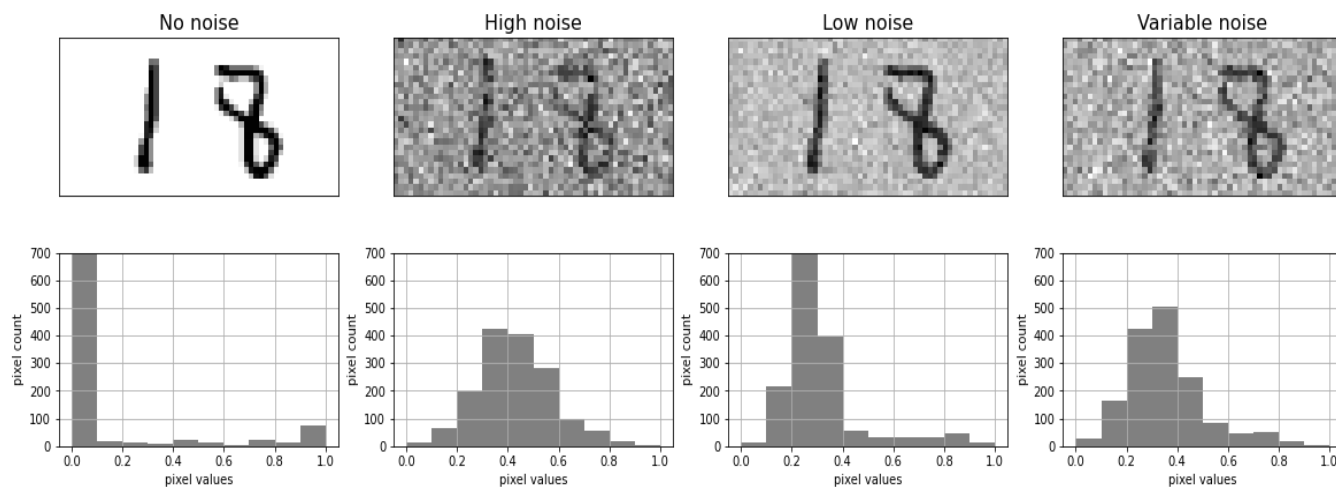 No noise High noise Low noise Variable noise
1 8 1 8 1 8 1 8
700 700 700 700
600 600 600 600
500 500 500 500
pixel count pixel count pixel count pixel count
400 400 400 400
300 300 300 300
200 200 200 200
100 100 100 100
0 0 0 0
0.0 0.2 0.4 0.6 0.8 1.0 0.0 0.2 0.4 0.6 0.8 1.0 0.0 0.2 0.4 0.6 0.8 1.0 0.0 0.2 0.4 0.6 0.8 1.0
pixel values pixel values pixel values pixel values